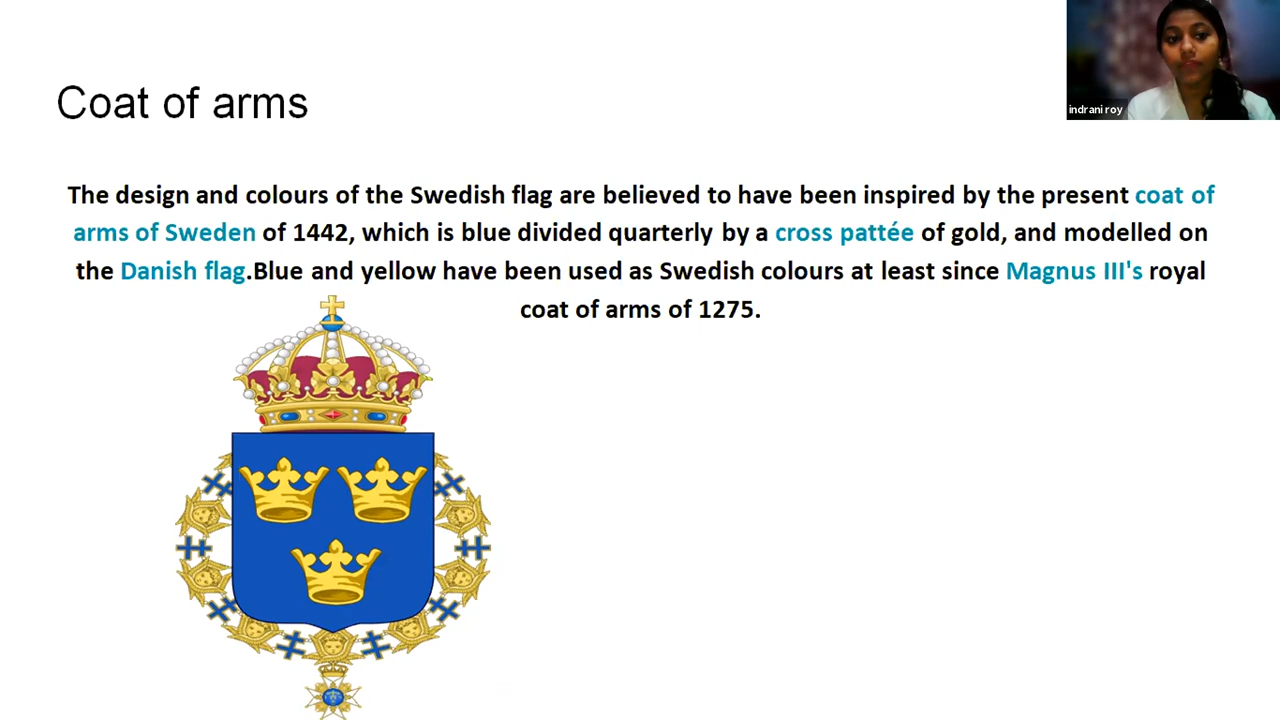 Coat of arms
indrani roy
The design and colours of the Swedish flag are believed to have been inspired by the present coat of
arms of Sweden of 1442, which is blue divided quarterly by a cross pattée of gold, and modelled on
the Danish flag.Blue and yellow have been used as Swedish colours at least since Magnus III's royal
coat of arms of 1275.